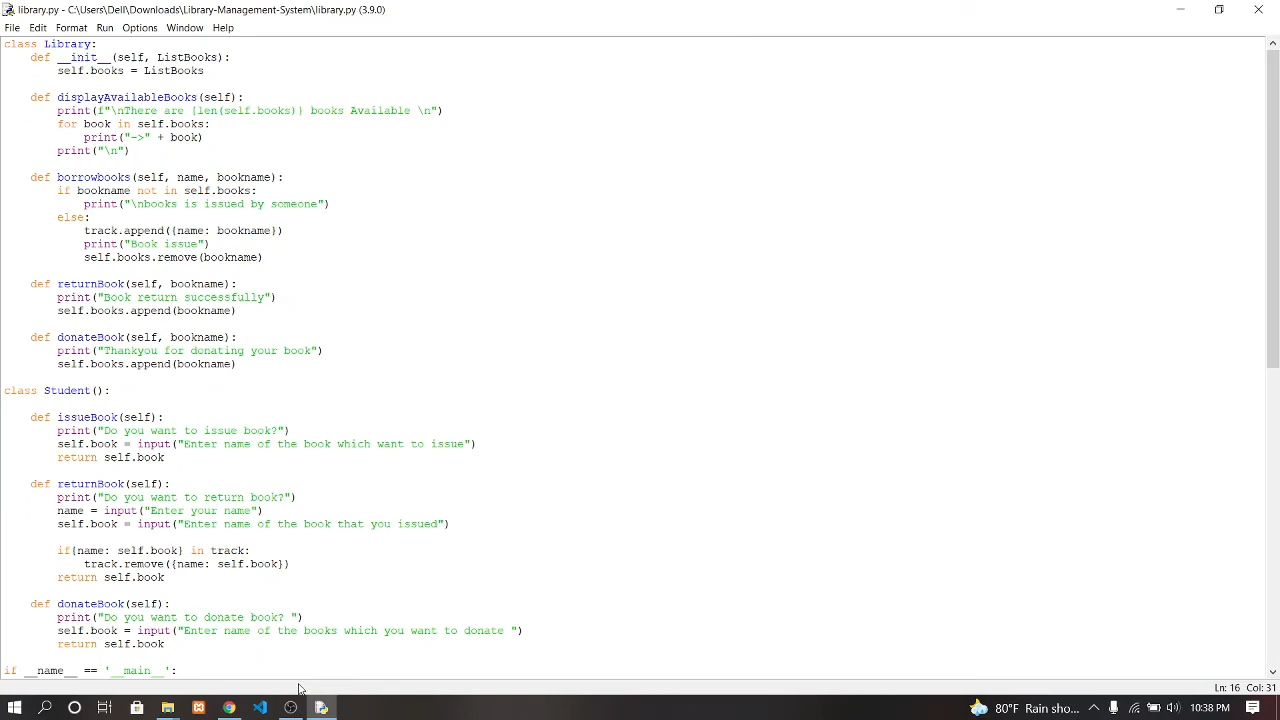 library.py - C:\Users\Dell\Downloads\Library-Management-System\library.py (3.9.0)
File Edit Format Run Options Window Help
class Library:
    def __init__(self, ListBooks):
        self.books = ListBooks

    def displayAvailableBooks(self):
        print(f"\nThere are {len(self.books)} books Available \n")
        for book in self.books:
            print("->" + book)
        print("\n")

    def borrowbooks(self, name, bookname):
        if bookname not in self.books:
            print("\nbooks is issued by someone")
        else:
            track.append({name: bookname})
            print("Book issue")
            self.books.remove(bookname)

    def returnBook(self, bookname):
        print("Book return successfully")
        self.books.append(bookname)

    def donateBook(self, bookname):
        print("Thankyou for donating your book")
        self.books.append(bookname)

class Student():

    def issueBook(self):
        print("Do you want to issue book?")
        self.book = input("Enter name of the book which want to issue")
        return self.book

    def returnBook(self):
        print("Do you want to return book?")
        name = input("Enter your name")
        self.book = input("Enter name of the book that you issued")

        if{name: self.book} in track:
            track.remove({name: self.book})
        return self.book

    def donateBook(self):
        print("Do you want to donate book? ")
        self.book = input("Enter name of the books which you want to donate ")
        return self.book

if __name__ == '__main__':
Ln: 16 Col: 31
80°F Rain sho... 10:38 PM